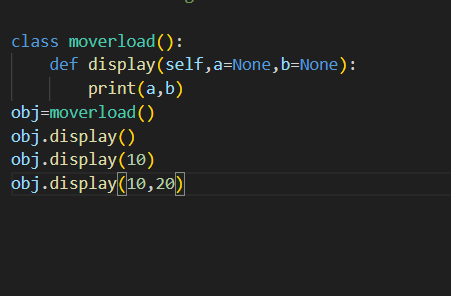 class moverload():
    def display(self,a=None,b=None):
        print(a,b)
obj=moverload()
obj.display()
obj.display(10)
obj.display(10,20)